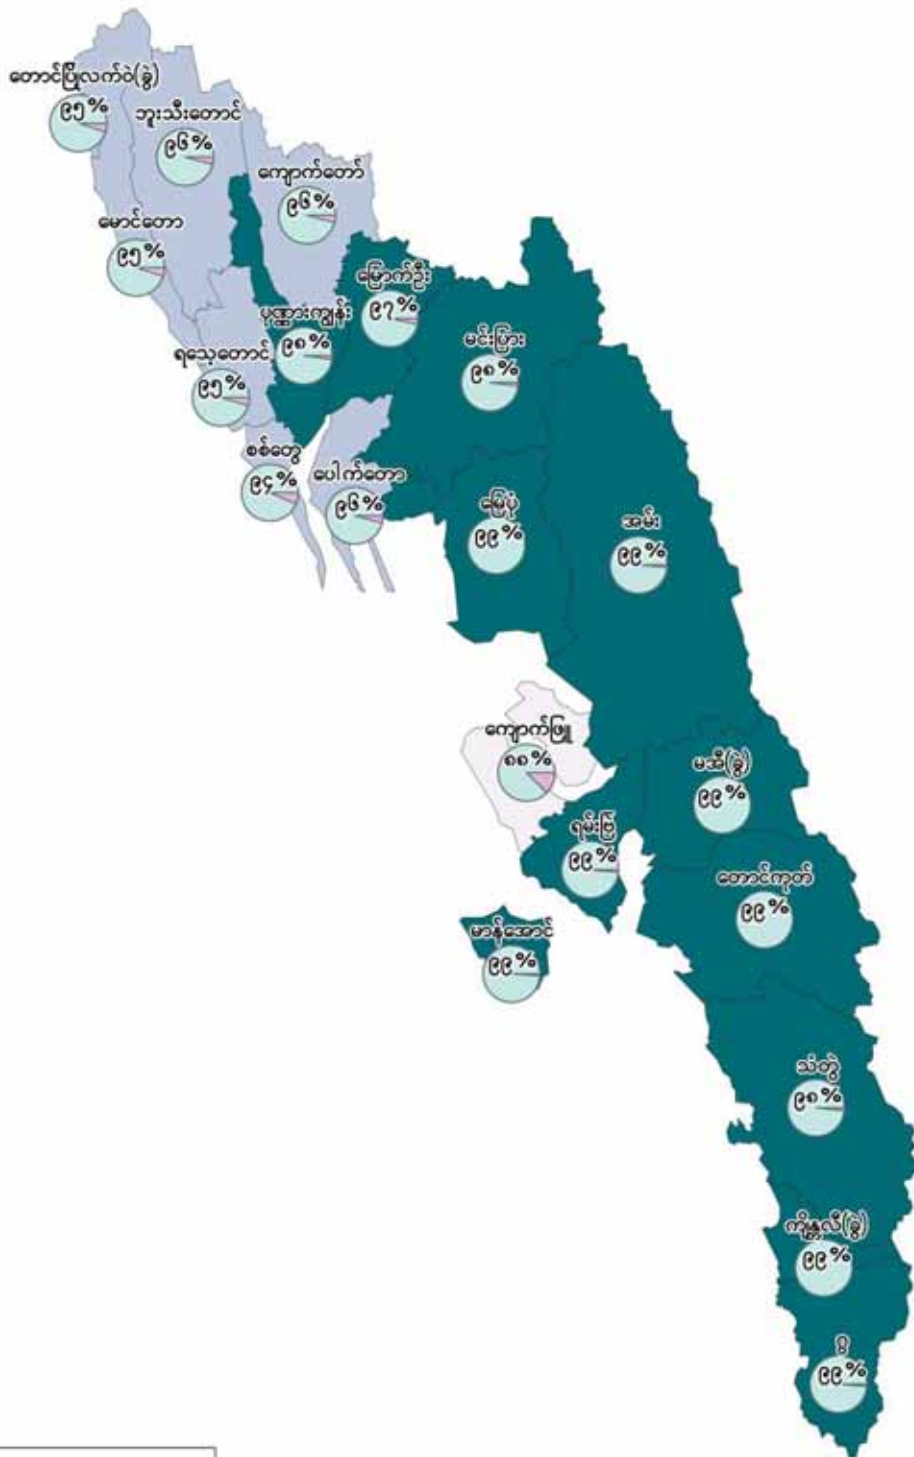 တောင်ပြိုလက်ဝဲ(ခွဲ)
၉၅%
ဘူးသီးတောင်
၉၆%
ကျောက်တော်
၉၆%
မောင်တော
၉၅%
မြောက်ဦး
၉၇%
ပုဏ္ဏားကျွန်း
၉၈%
မင်းပြား
၉၈%
ရသေ့တောင်
၉၅%
စစ်တွေ
၉၄%
ပေါက်တော
၉၆%
မြေပုံ
၉၉%
အမ်း
၉၉%
ကျောက်ဖြူ
၈၈%
မအီ(ခွဲ)
၉၉%
ရမ်းဗြဲ
၉၉%
တောင်ကုတ်
၉၉%
မာန်အောင်
၉၉%
သံတွဲ
၉၈%
ကျိန္တလီ(ခွဲ)
၉၉%
ဂွ
၉၉%